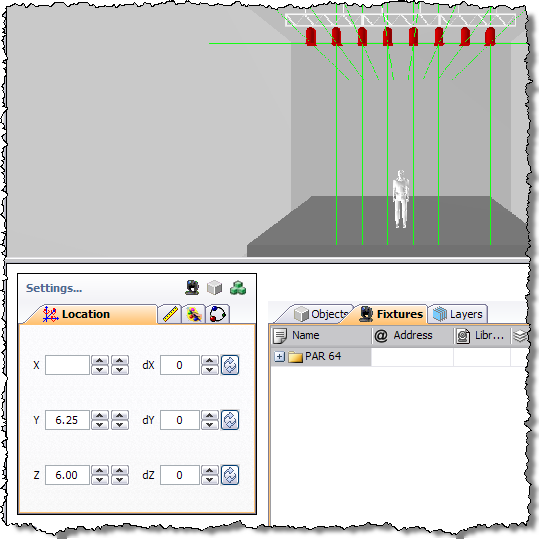 Settings...
Location
X dX 0
Y 6.25 dY 0
Z 6.00 dZ 0
Objects Fixtures Layers
Name @ Address Libr...
PAR 64